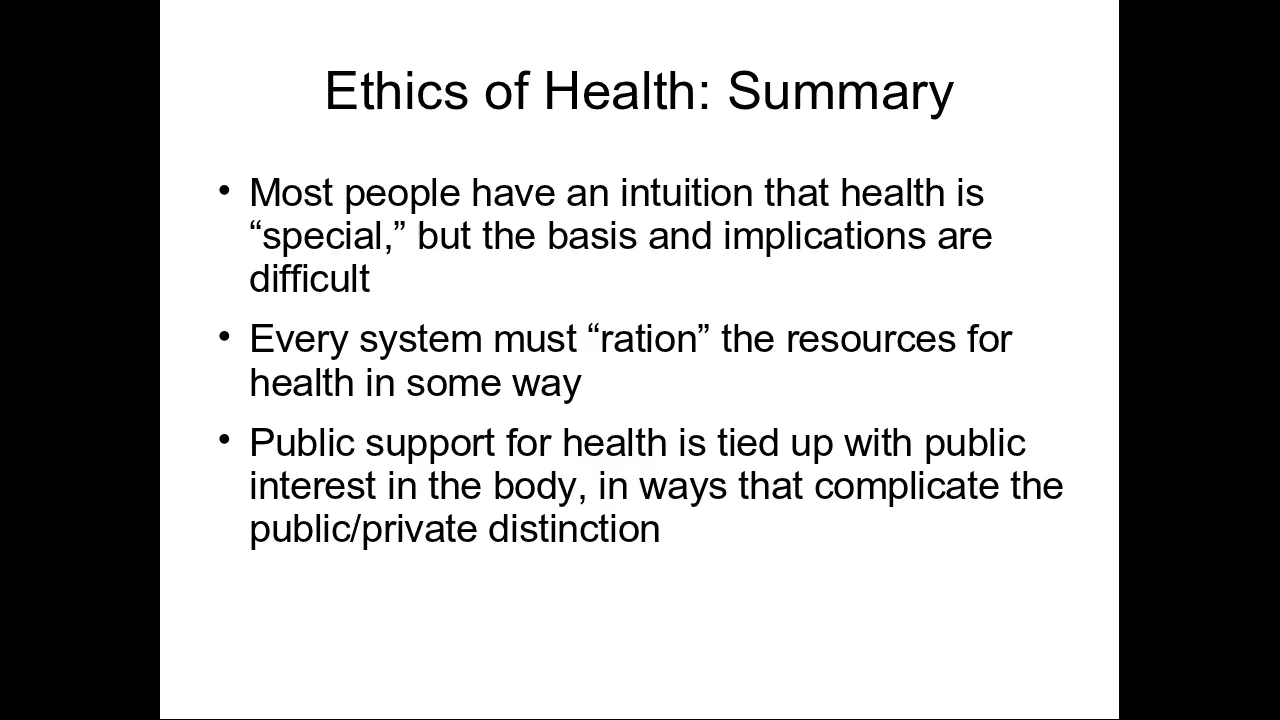 Ethics of Health: Summary
• Most people have an intuition that health is
“special,” but the basis and implications are
difficult
• Every system must “ration” the resources for
health in some way
• Public support for health is tied up with public
interest in the body, in ways that complicate the
public/private distinction